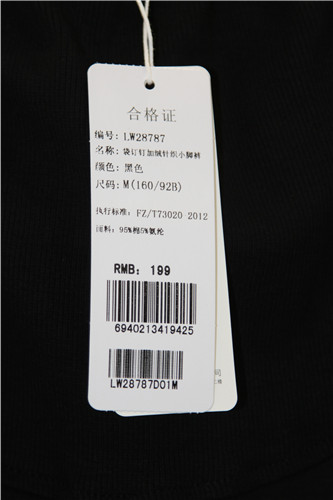 合格证
编号: LW28787
名称: 袋订钉加绒针织小脚裤
颜色: 黑色
尺码: M(160/92B)
执行标准: FZ/T73020 2012
面料: 95%棉5%氨纶
RMB: 199
6940213419425
LW28787D01M
司